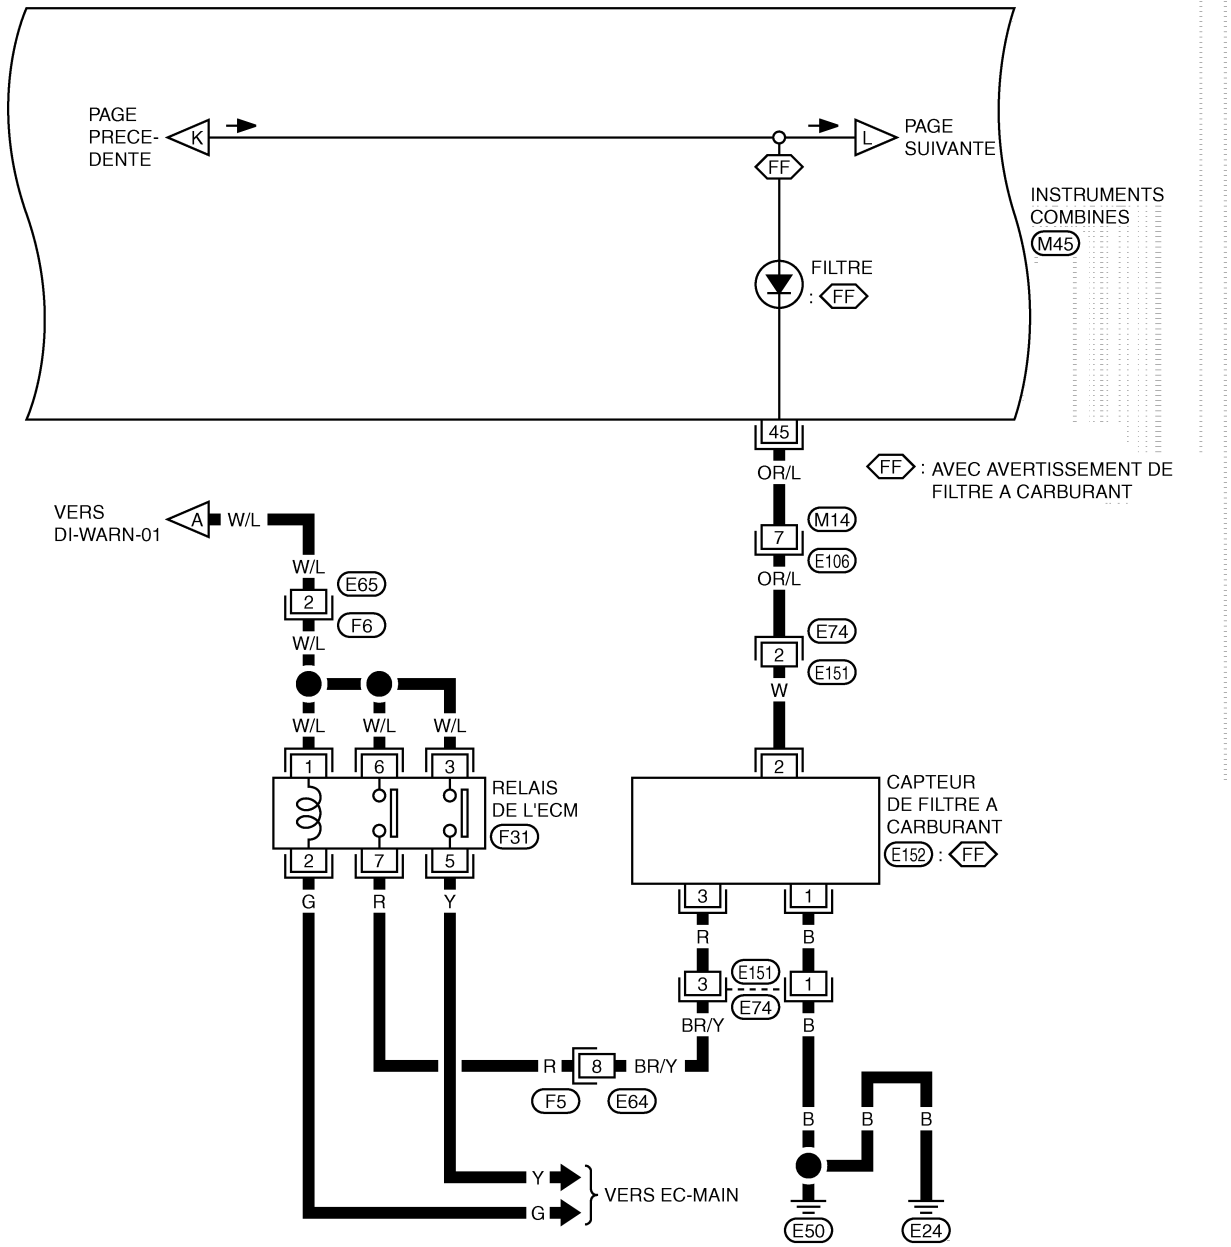 PAGE
PRECE-
DENTE
K
L
PAGE
SUIVANTE
FF
INSTRUMENTS
COMBINES
M45
FILTRE
: FF
45
OR/L
FF : AVEC AVERTISSEMENT DE
FILTRE A CARBURANT
VERS
DI-WARN-01
A
W/L
M14
7
E106
W/L
OR/L
E65
2
F6
W/L
E74
2
E151
W
W/L
W/L
W/L
1
6
3
2
RELAIS
DE L'ECM
F31
CAPTEUR
DE FILTRE A
CARBURANT
E152 : FF
2
7
5
G
R
Y
3
1
R
B
3
E151
E74
1
BR/Y
B
R
8
BR/Y
F5
E64
B
B
B
Y
G
VERS EC-MAIN
E50
E24